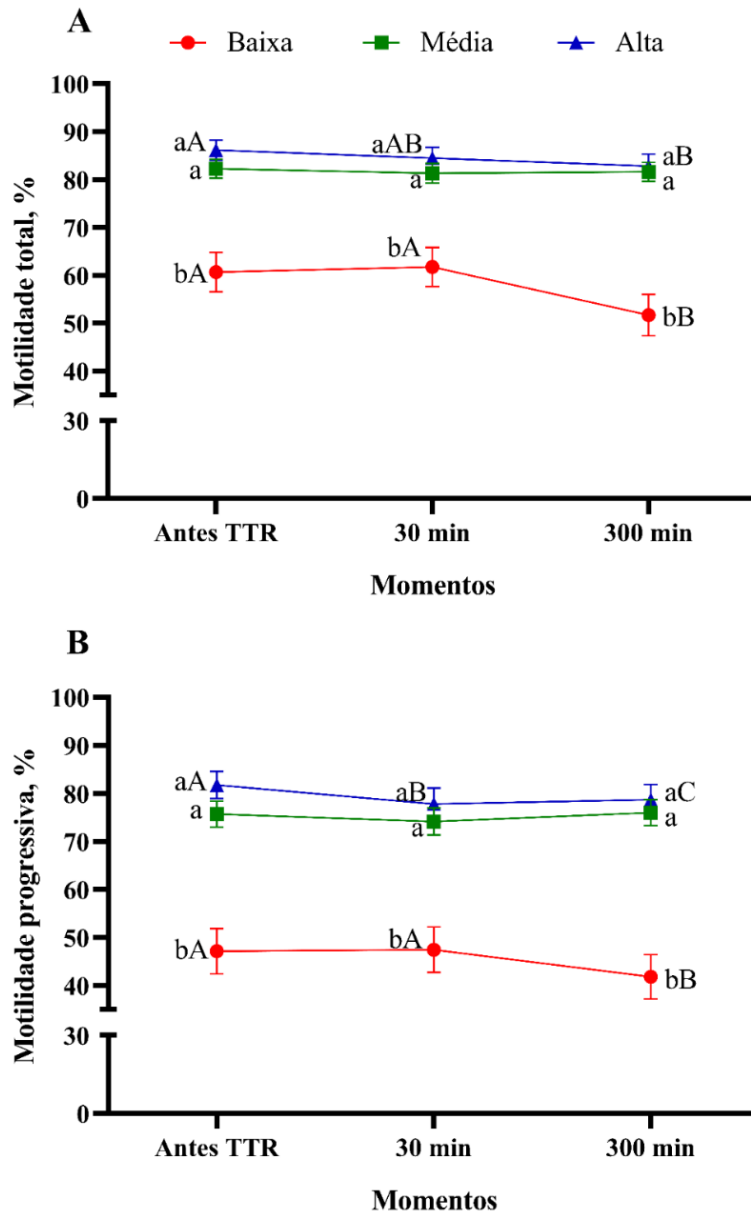 A
Baixa Média Alta
Motilidade total, %
100
90
80
70
60
50
40
30
0
aA aAB aB
a a a
bA bA bB
Antes TTR 30 min 300 min
Momentos
B
Motilidade progressiva, %
100
90
80
70
60
50
40
30
0
aA aB aC
a a a
bA bA bB
Antes TTR 30 min 300 min
Momentos